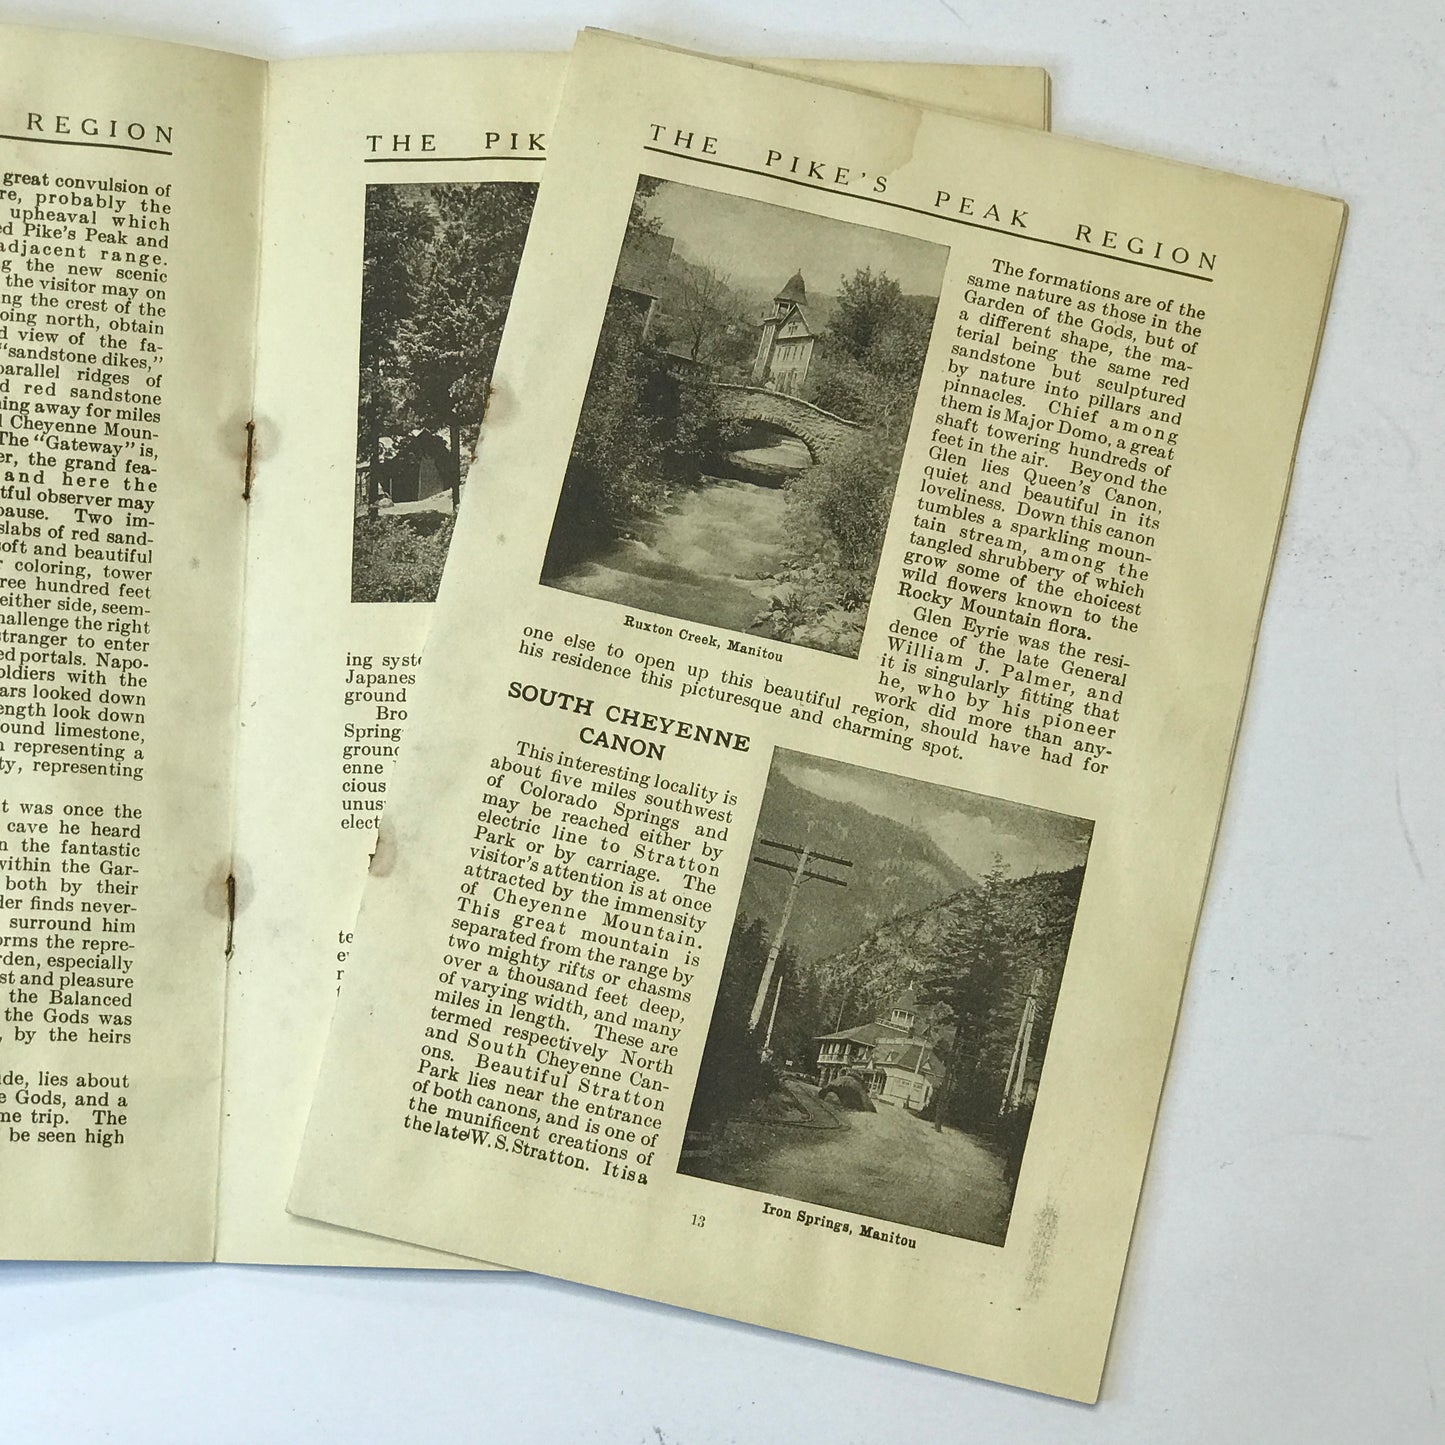 REGION
great convulsion of
re, probably the
upheaval which
ed Pike's Peak and
adjacent range.
g the new scenic
the visitor may on
ng the crest of the
oing north, obtain
d view of the fa-
"sandstone dikes,"
parallel ridges of
d red sandstone
ning away for miles
d Cheyenne Moun-
The "Gateway" is,
er, the grand fea-
and here the
tful observer may
pause. Two im-
slabs of red sand-
soft and beautiful
r coloring, tower
ree hundred feet
either side, seem-
hallenge the right
stranger to enter
ed portals. Napo-
oldiers with the
ars looked down
ength look down
ound limestone,
n representing a
ty, representing
t was once the
cave he heard
n the fantastic
within the Gar-
both by their
der finds never-
surround him
orms the repre-
rden, especially
st and pleasure
the Balanced
the Gods was
, by the heirs
de, lies about
e Gods, and a
me trip. The
be seen high
THE PIK
ing syst
Japanes
ground
Bro
Spring
groun
enne
cious
unus
elect
THE PIKE'S PEAK REGION
Ruxton Creek, Manitou
The formations are of the
same nature as those in the
Garden of the Gods, but of
a different shape, the ma-
terial being the same red
sandstone but sculptured
by nature into pillars and
pinnacles. Chief among
them is Major Domo, a great
shaft towering hundreds of
feet in the air. Beyond the
Glen lies Queen's Canon,
quiet and beautiful in its
loveliness. Down this canon
tumbles a sparkling moun-
tain stream, among the
tangled shrubbery of which
grow some of the choicest
wild flowers known to the
Rocky Mountain flora.
Glen Eyrie was the resi-
dence of the late General
William J. Palmer, and
it is singularly fitting that
he, who by his pioneer
work did more than any-
one else to open up this beautiful region, should have had for
his residence this picturesque and charming spot.
SOUTH CHEYENNE
CANON
This interesting locality is
about five miles southwest
of Colorado Springs and
may be reached either by
electric line to Stratton
Park or by carriage. The
visitor's attention is at once
attracted by the immensity
of Cheyenne Mountain.
This great mountain is
separated from the range by
two mighty rifts or chasms
over a thousand feet deep,
of varying width, and many
miles in length. These are
termed respectively North
and South Cheyenne Can-
ons. Beautiful Stratton
Park lies near the entrance
of both canons, and is one of
the munificent creations of
the late W. S. Stratton. It is a
Iron Springs, Manitou
13